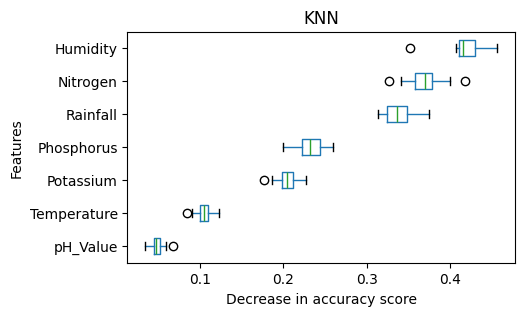 KNN
Humidity
Nitrogen
Rainfall
Phosphorus
Potassium
Temperature
pH_Value
Features
0.1 0.2 0.3 0.4
Decrease in accuracy score